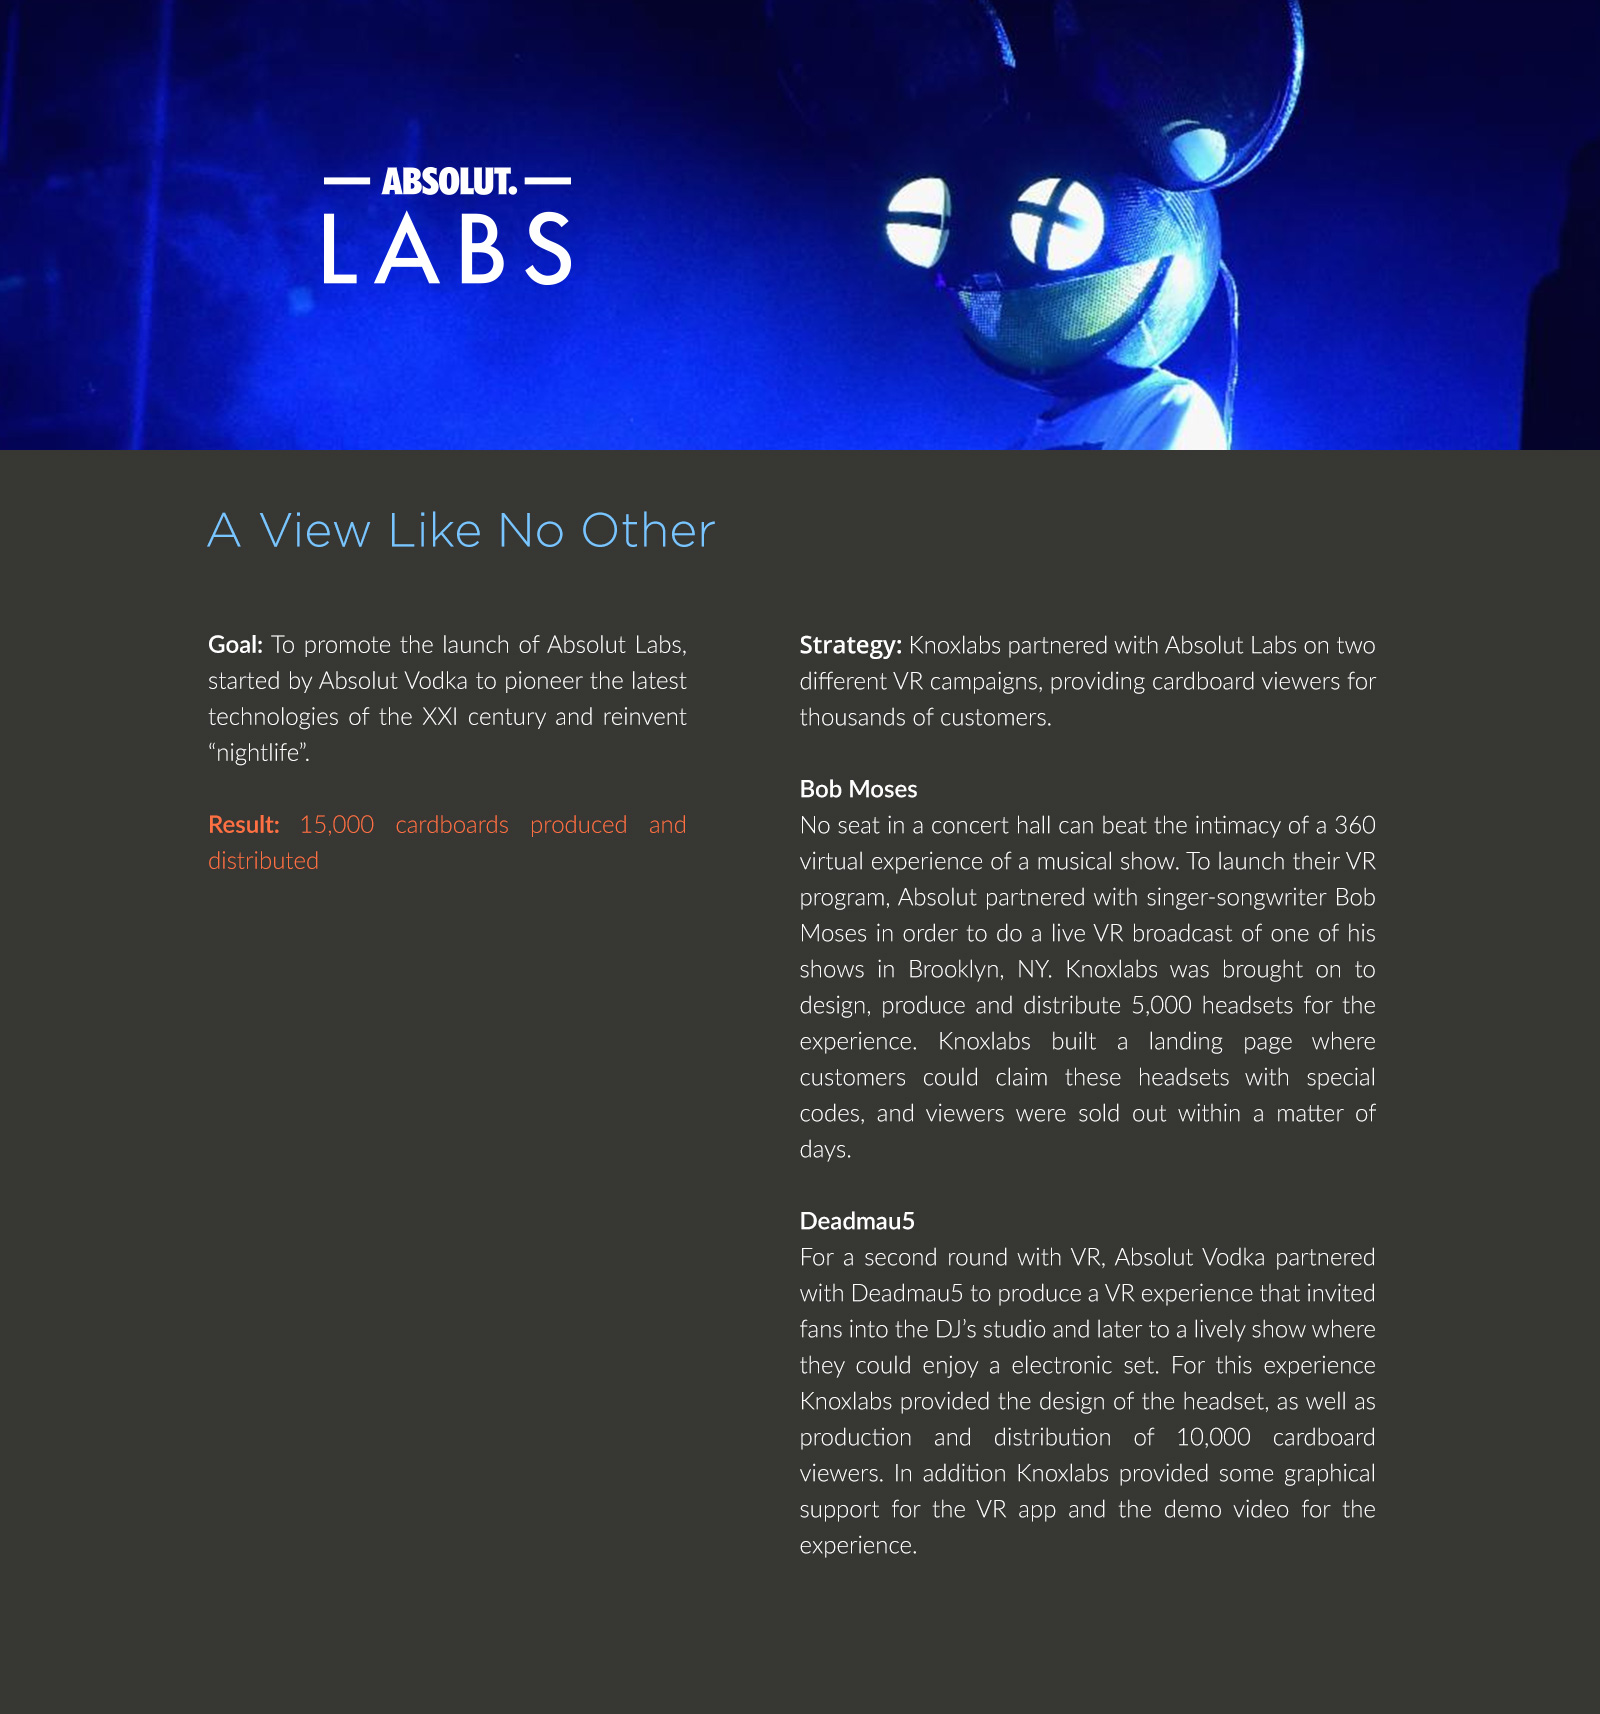 ABSOLUT.
LABS
A View Like No Other
Goal: To promote the launch of Absolut Labs,
started by Absolut Vodka to pioneer the latest
technologies of the XXI century and reinvent
“nightlife”.
Result: 15,000 cardboards produced and
distributed
Strategy: Knoxlabs partnered with Absolut Labs on two
different VR campaigns, providing cardboard viewers for
thousands of customers.
Bob Moses
No seat in a concert hall can beat the intimacy of a 360
virtual experience of a musical show. To launch their VR
program, Absolut partnered with singer-songwriter Bob
Moses in order to do a live VR broadcast of one of his
shows in Brooklyn, NY. Knoxlabs was brought on to
design, produce and distribute 5,000 headsets for the
experience. Knoxlabs built a landing page where
customers could claim these headsets with special
codes, and viewers were sold out within a matter of
days.
Deadmau5
For a second round with VR, Absolut Vodka partnered
with Deadmau5 to produce a VR experience that invited
fans into the DJ’s studio and later to a lively show where
they could enjoy a electronic set. For this experience
Knoxlabs provided the design of the headset, as well as
production and distribution of 10,000 cardboard
viewers. In addition Knoxlabs provided some graphical
support for the VR app and the demo video for the
experience.